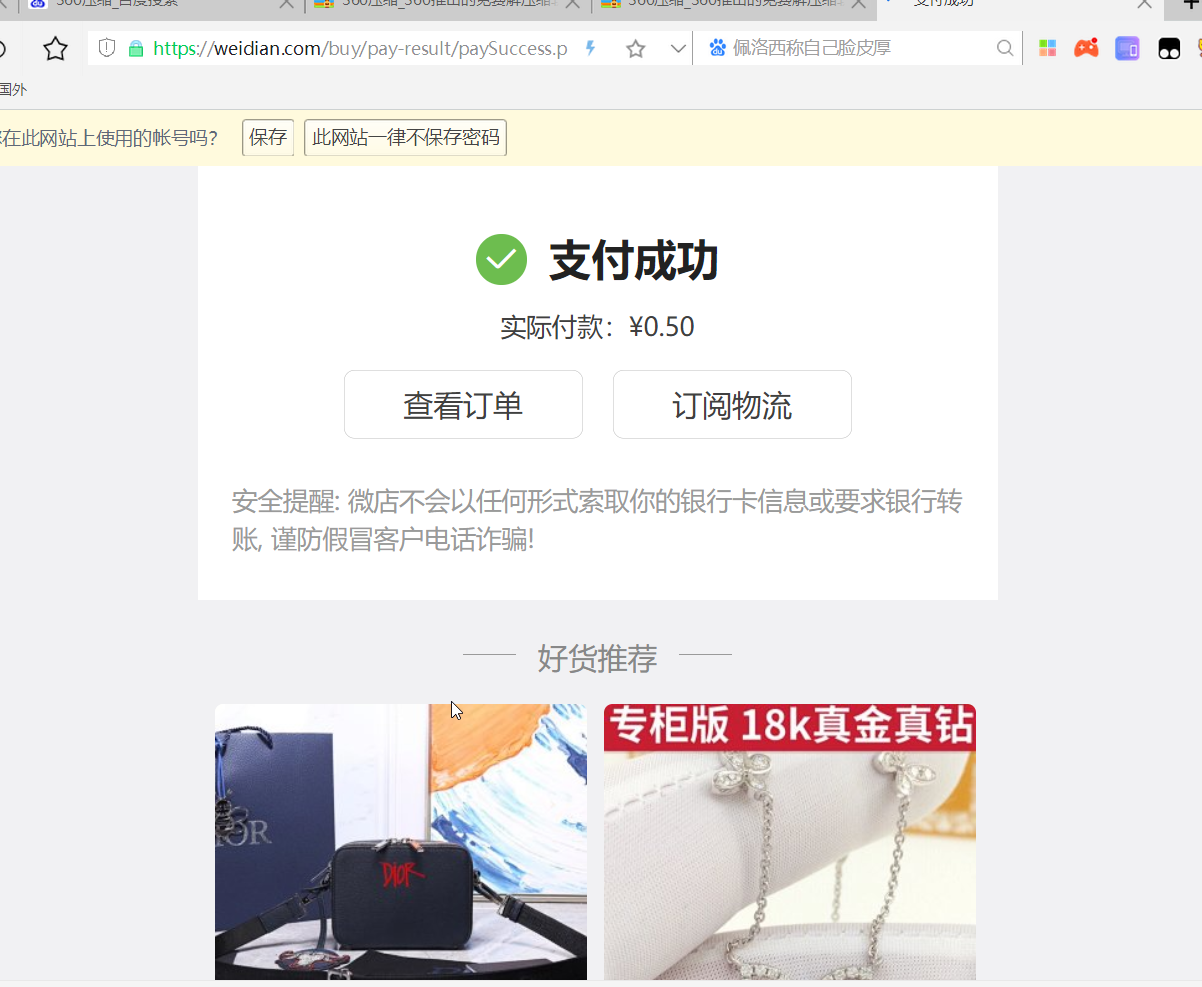 360压缩_百度搜索
360压缩_360推出的免费解压缩
360压缩_360推出的免费解压缩
支付成功
https://weidian.com/buy/pay-result/paySuccess.p
佩洛西称自己脸皮厚
国外
在此网站上使用的帐号吗？
保存
此网站一律不保存密码
支付成功
实际付款：¥0.50
查看订单
订阅物流
安全提醒: 微店不会以任何形式索取你的银行卡信息或要求银行转
账, 谨防假冒客户电话诈骗!
好货推荐
DIOR
专柜版 18k真金真钻